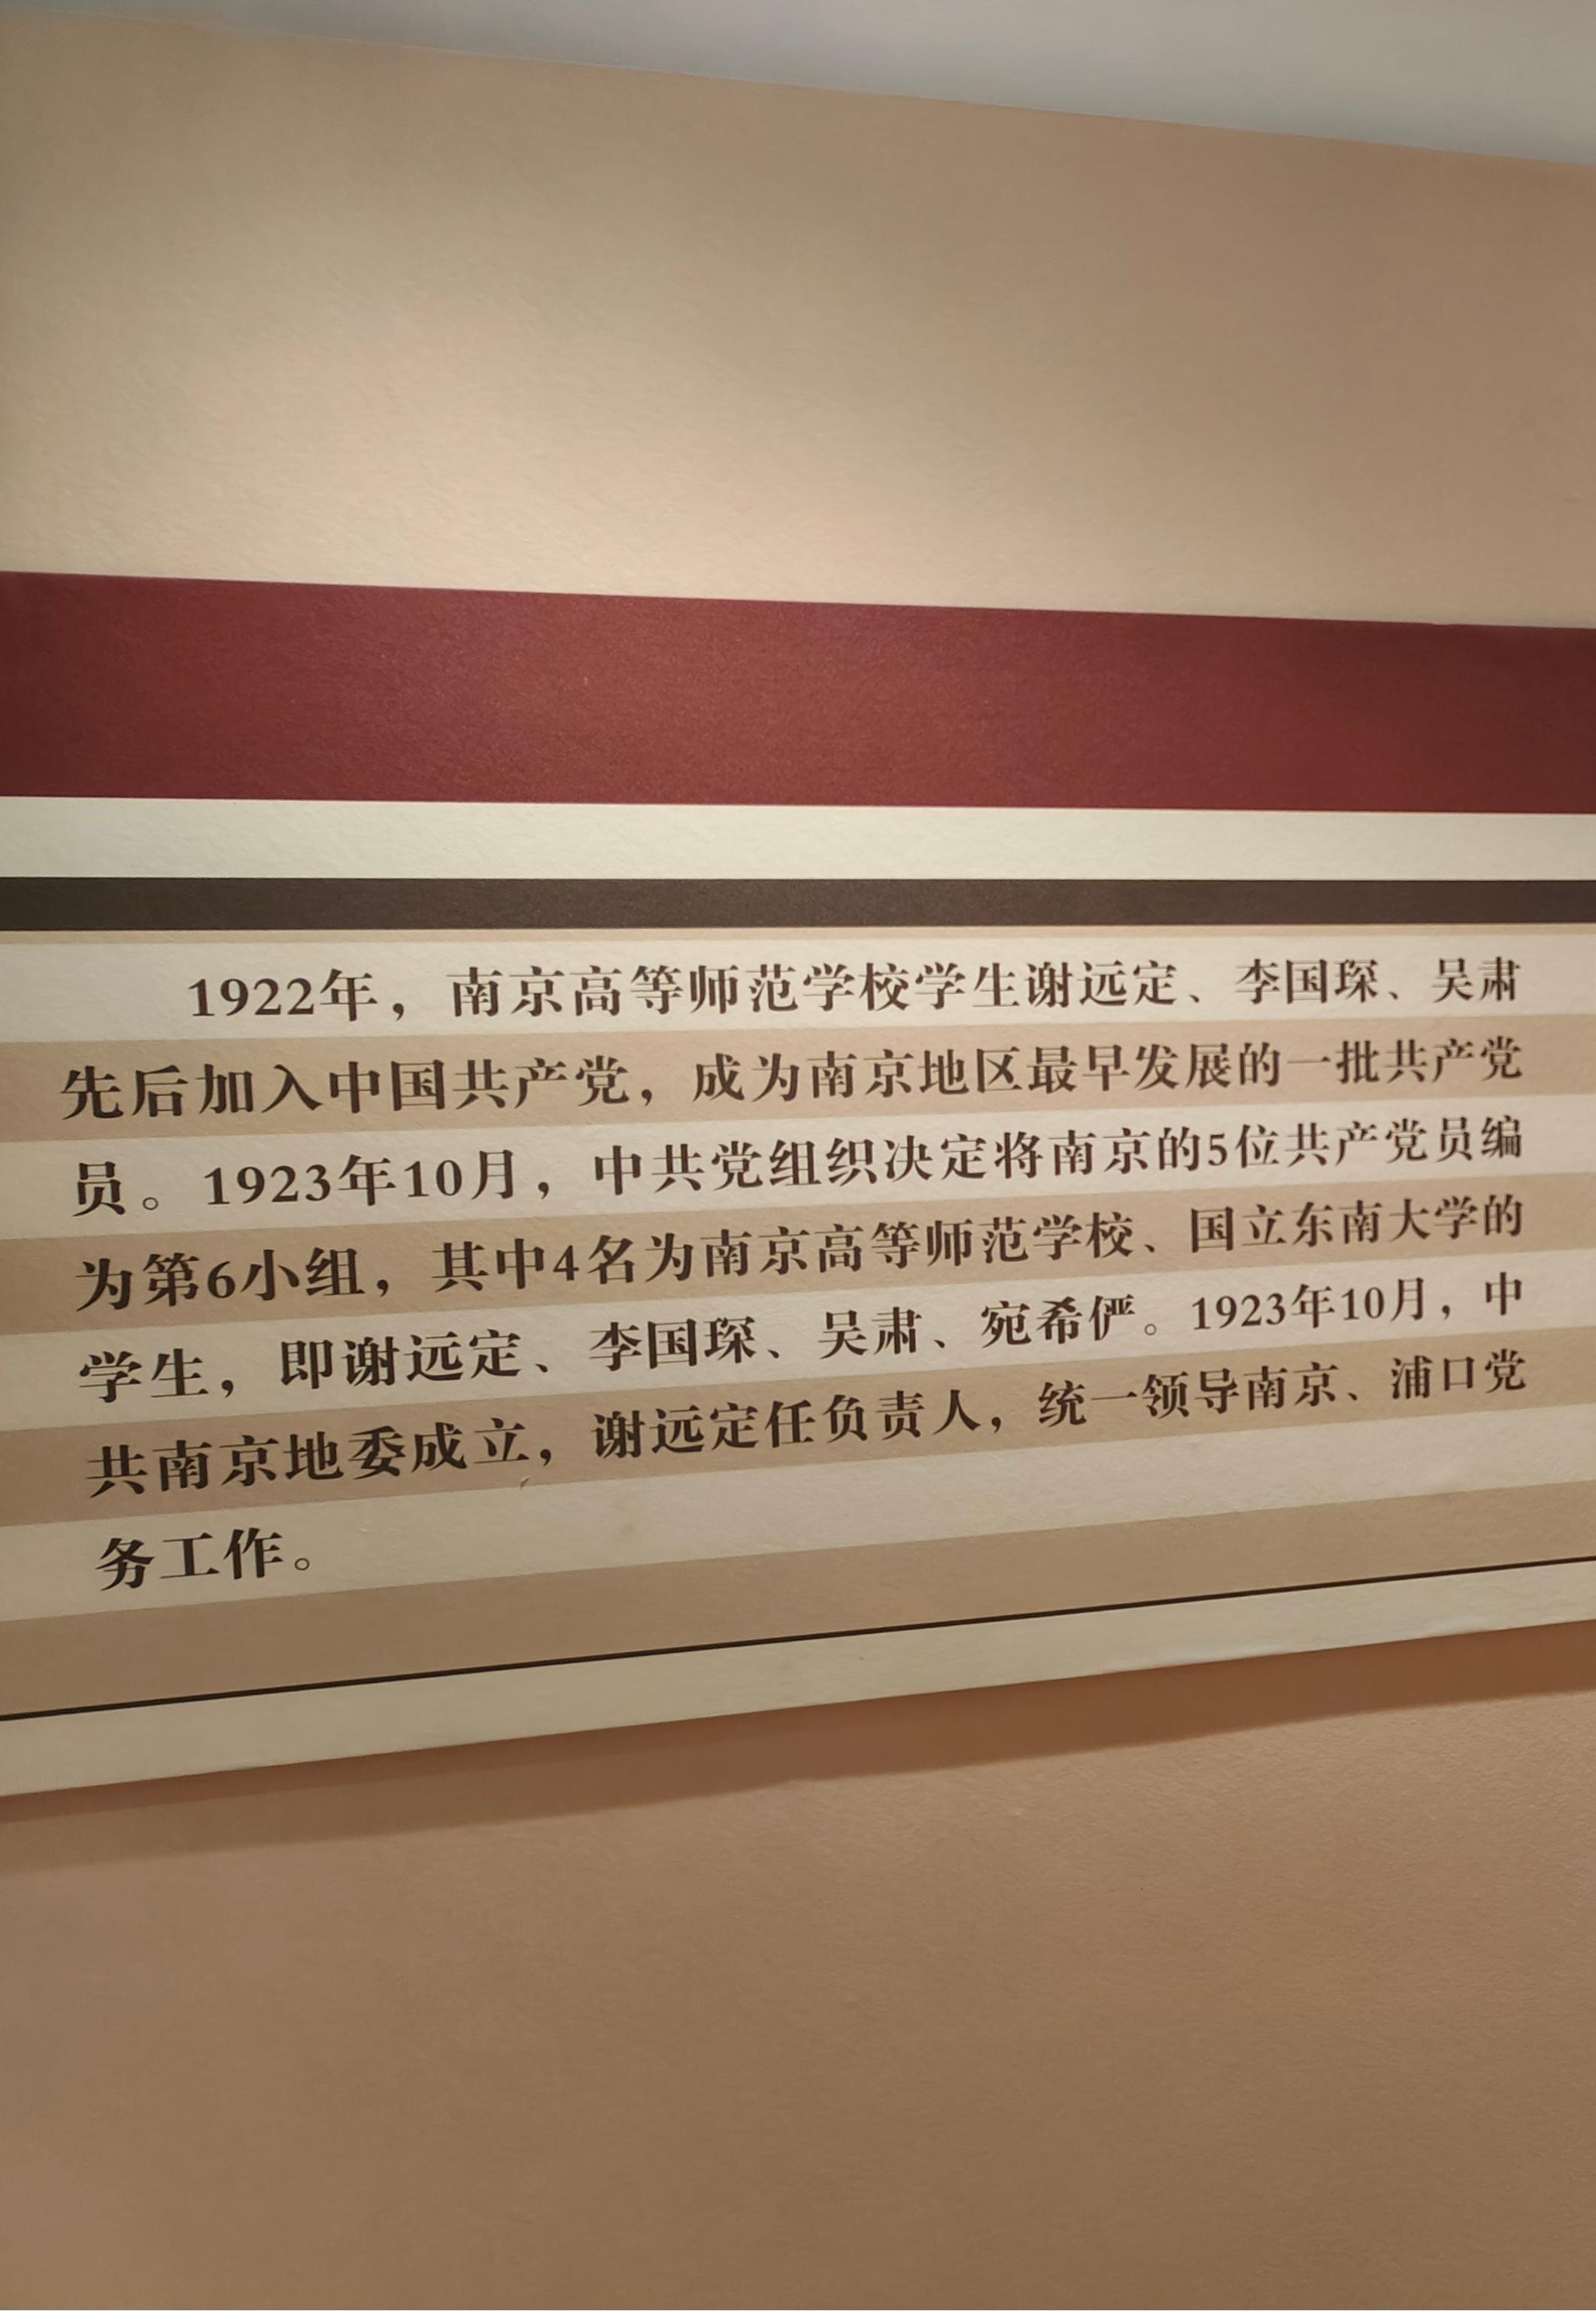 1922年，南京高等师范学校学生谢远定、李国琛、吴肃
先后加入中国共产党，成为南京地区最早发展的一批共产党
员。1923年10月，中共党组织决定将南京的5位共产党员编
为第6小组，其中4名为南京高等师范学校、国立东南大学的
学生，即谢远定、李国琛、吴肃、宛希俨。1923年10月，中
共南京地委成立，谢远定任负责人，统一领导南京、浦口党
务工作。